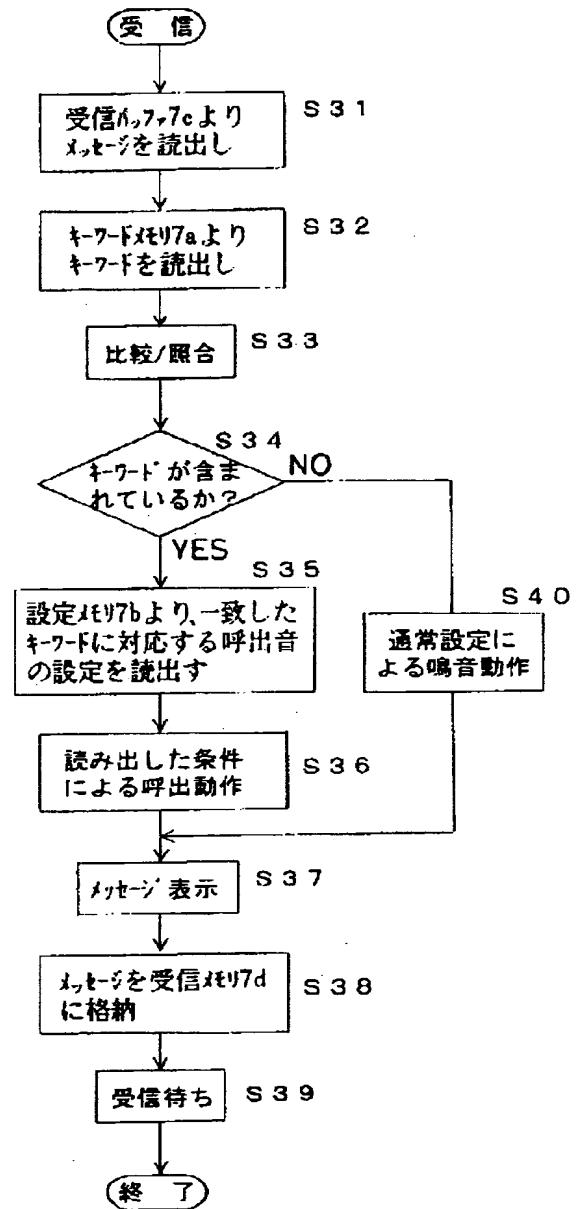 受 信
S31
受信バッファ7cより
メッセージを読出し
S32
キーワードメモリ7aより
キーワードを読出し
S33
比較/照合
S34
キーワードが含ま
れているか?
NO
YES
S35
設定メモリ7bより、一致した
キーワードに対応する呼出音
の設定を読出す
S40
通常設定に
よる鳴音動作
読み出した条件
による呼出動作
S36
メッセージ表示
S37
メッセージを受信メモリ7d
に格納
S38
受信待ち
S39
終 了